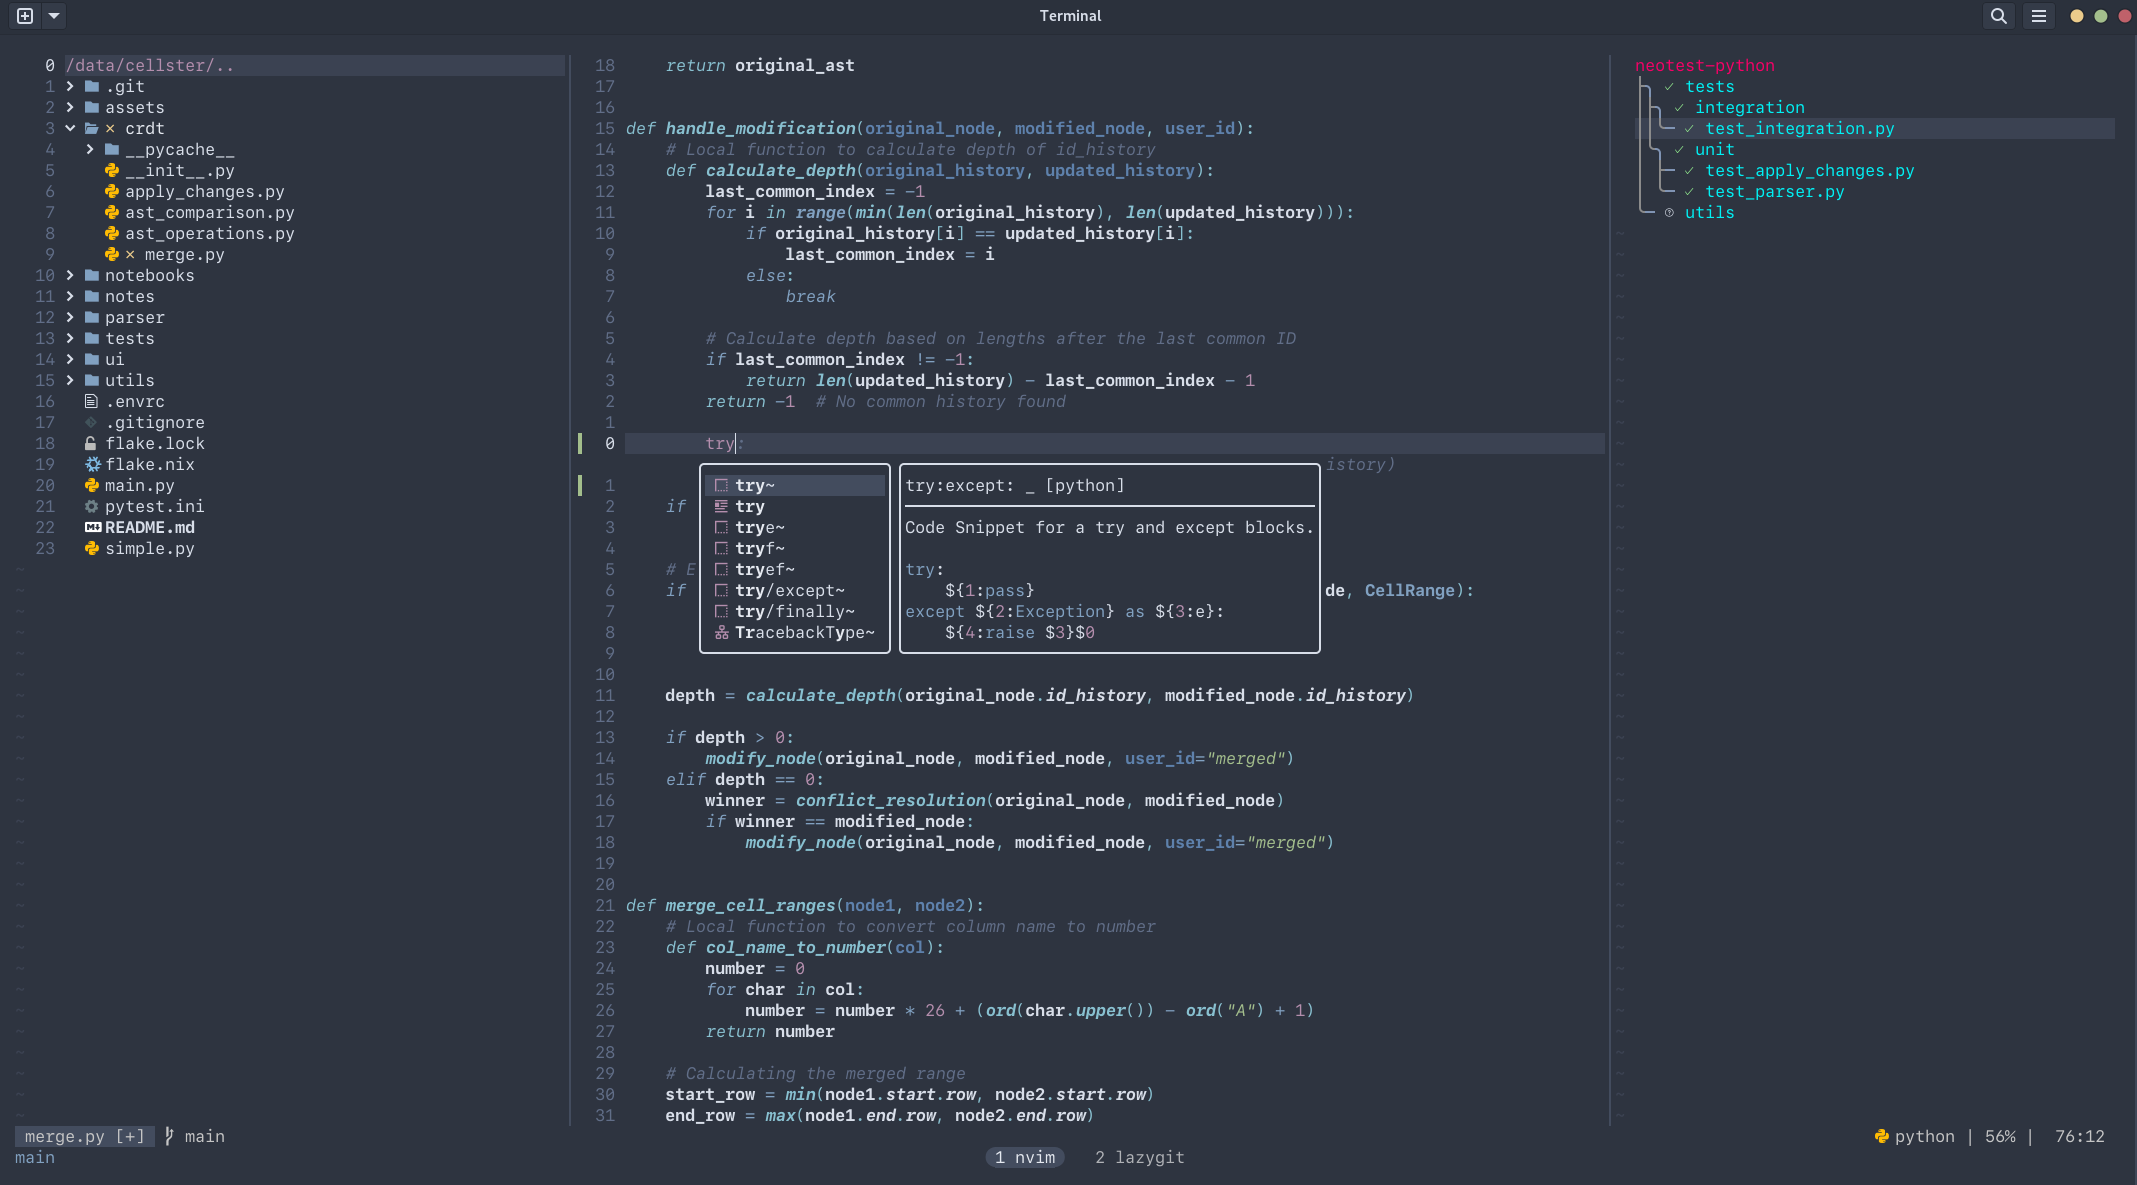 Terminal
0 /data/cellster/..
1 .git
2 assets
3 × crdt
4 __pycache__
5 __init__.py
6 apply_changes.py
7 ast_comparison.py
8 ast_operations.py
9 × merge.py
10 notebooks
11 notes
12 parser
13 tests
14 ui
15 utils
16 .envrc
17 .gitignore
18 flake.lock
19 flake.nix
20 main.py
21 pytest.ini
22 README.md
23 simple.py
18     return original_ast
17
16
15 def handle_modification(original_node, modified_node, user_id):
14     # Local function to calculate depth of id_history
13     def calculate_depth(original_history, updated_history):
12         last_common_index = -1
11         for i in range(min(len(original_history), len(updated_history))):
10             if original_history[i] == updated_history[i]:
9                 last_common_index = i
8             else:
7                 break
6
5         # Calculate depth based on lengths after the last common ID
4         if last_common_index != -1:
3             return len(updated_history) - last_common_index - 1
2         return -1  # No common history found
1
0         try:
istory)
1
2     if
3
4
5     # E
6     if de, CellRange):
7
8
9
10
11     depth = calculate_depth(original_node.id_history, modified_node.id_history)
12
13     if depth > 0:
14         modify_node(original_node, modified_node, user_id="merged")
15     elif depth == 0:
16         winner = conflict_resolution(original_node, modified_node)
17         if winner == modified_node:
18             modify_node(original_node, modified_node, user_id="merged")
19
20
21 def merge_cell_ranges(node1, node2):
22     # Local function to convert column name to number
23     def col_name_to_number(col):
24         number = 0
25         for char in col:
26             number = number * 26 + (ord(char.upper()) - ord("A") + 1)
27         return number
28
29     # Calculating the merged range
30     start_row = min(node1.start.row, node2.start.row)
31     end_row = max(node1.end.row, node2.end.row)
try~
try
trye~
tryf~
tryef~
try/except~
try/finally~
TracebackType~
try:except: _ [python]
Code Snippet for a try and except blocks.
try:
    ${1:pass}
except ${2:Exception} as ${3:e}:
    ${4:raise $3}$0
neotest-python
✓ tests
✓ integration
✓ test_integration.py
✓ unit
✓ test_apply_changes.py
✓ test_parser.py
utils
merge.py [+] main
python | 56% | 76:12
main
1 nvim 2 lazygit